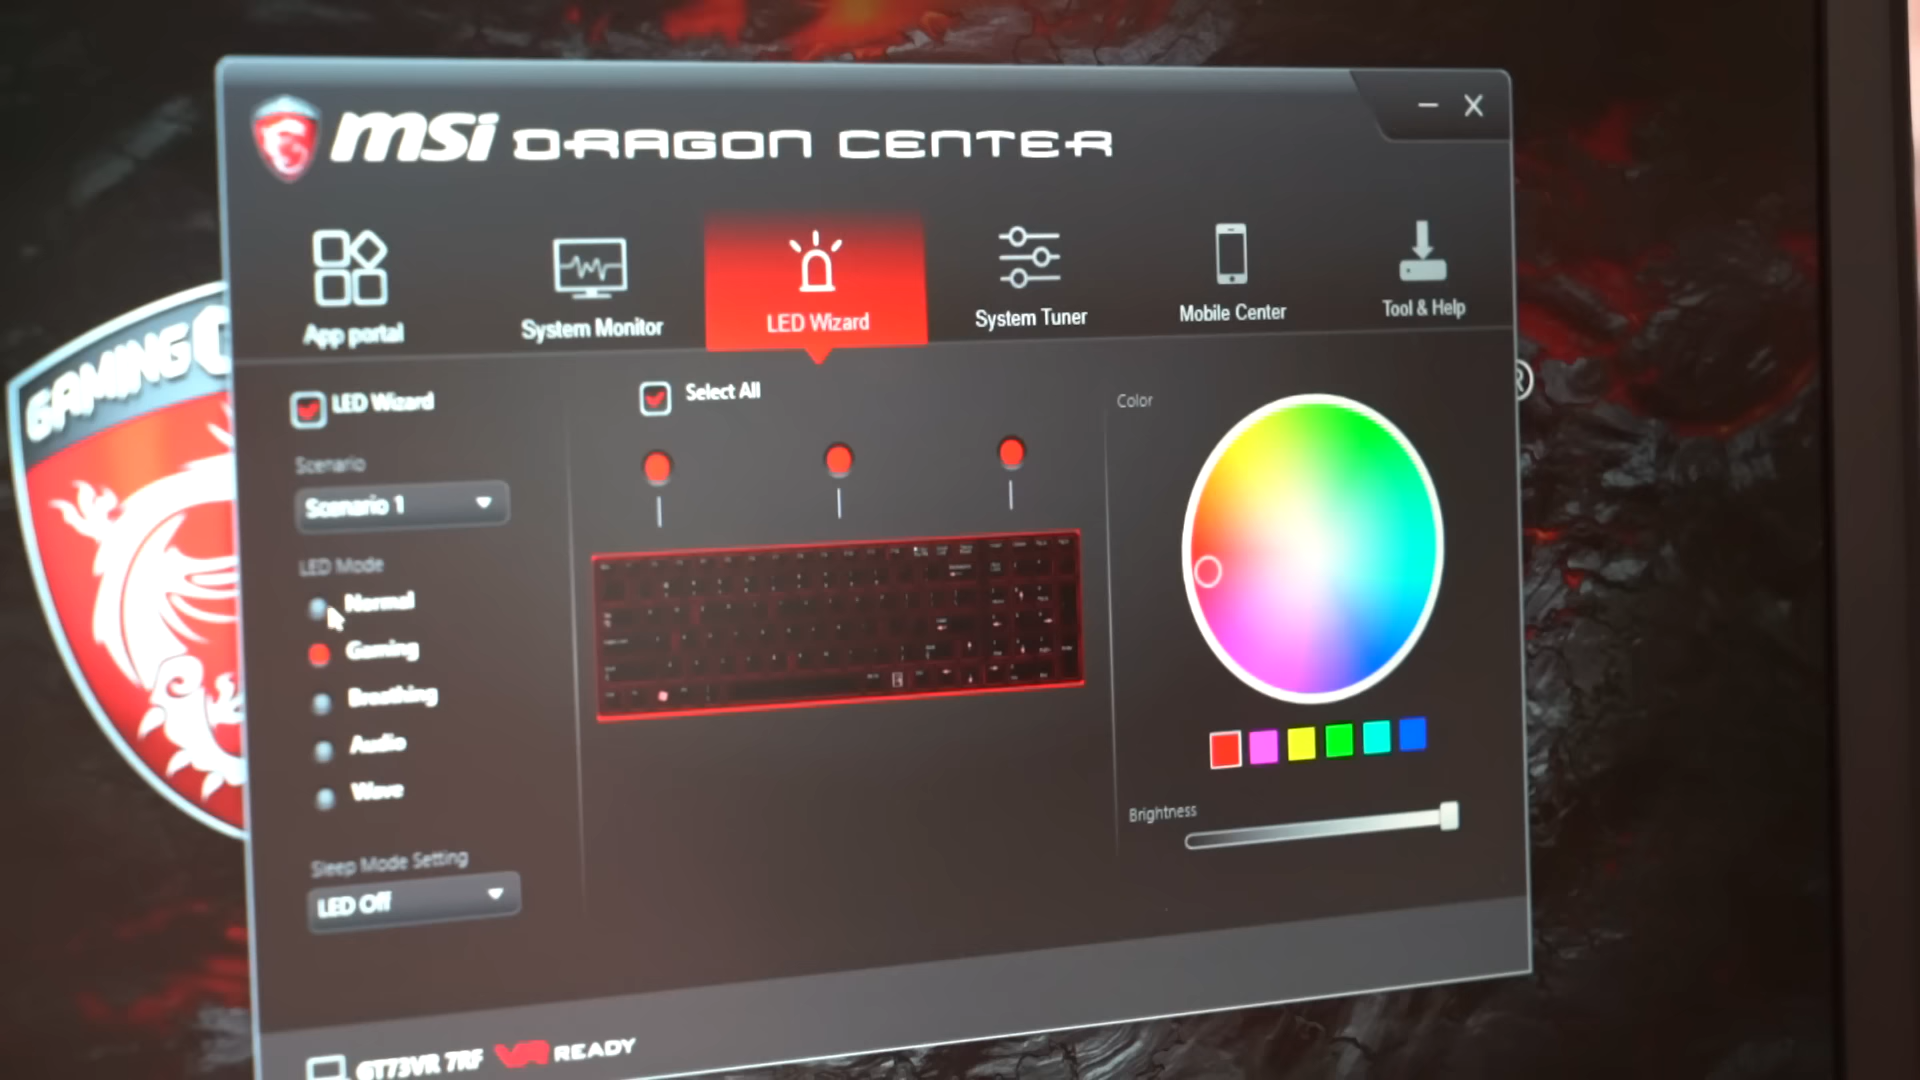 msi DRAGON CENTER
App portal
System Monitor
LED Wizard
System Tuner
Mobile Center
Tool & Help
GAMING
LED Wizard
Select All
Color
®
Scenario
Scenario 1
LED Mode
Normal
Gaming
Breathing
Audio
Wave
Brightness
Sleep Mode Setting
LED Off
GT73VR 7RF VR READY